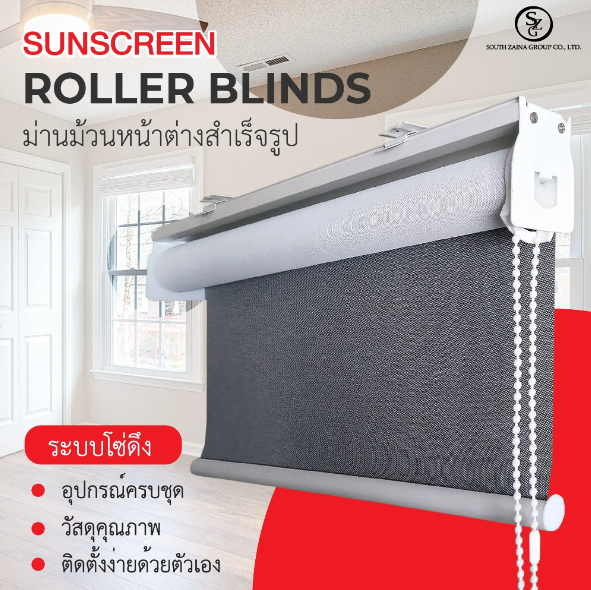 SZG
SOUTH ZAINA GROUP CO., LTD.
SUNSCREEN
ROLLER BLINDS
ม่านม้วนหน้าต่างสำเร็จรูป
ระบบโซ่ดึง
อุปกรณ์ครบชุด
วัสดุคุณภาพ
ติดตั้งง่ายด้วยตัวเอง